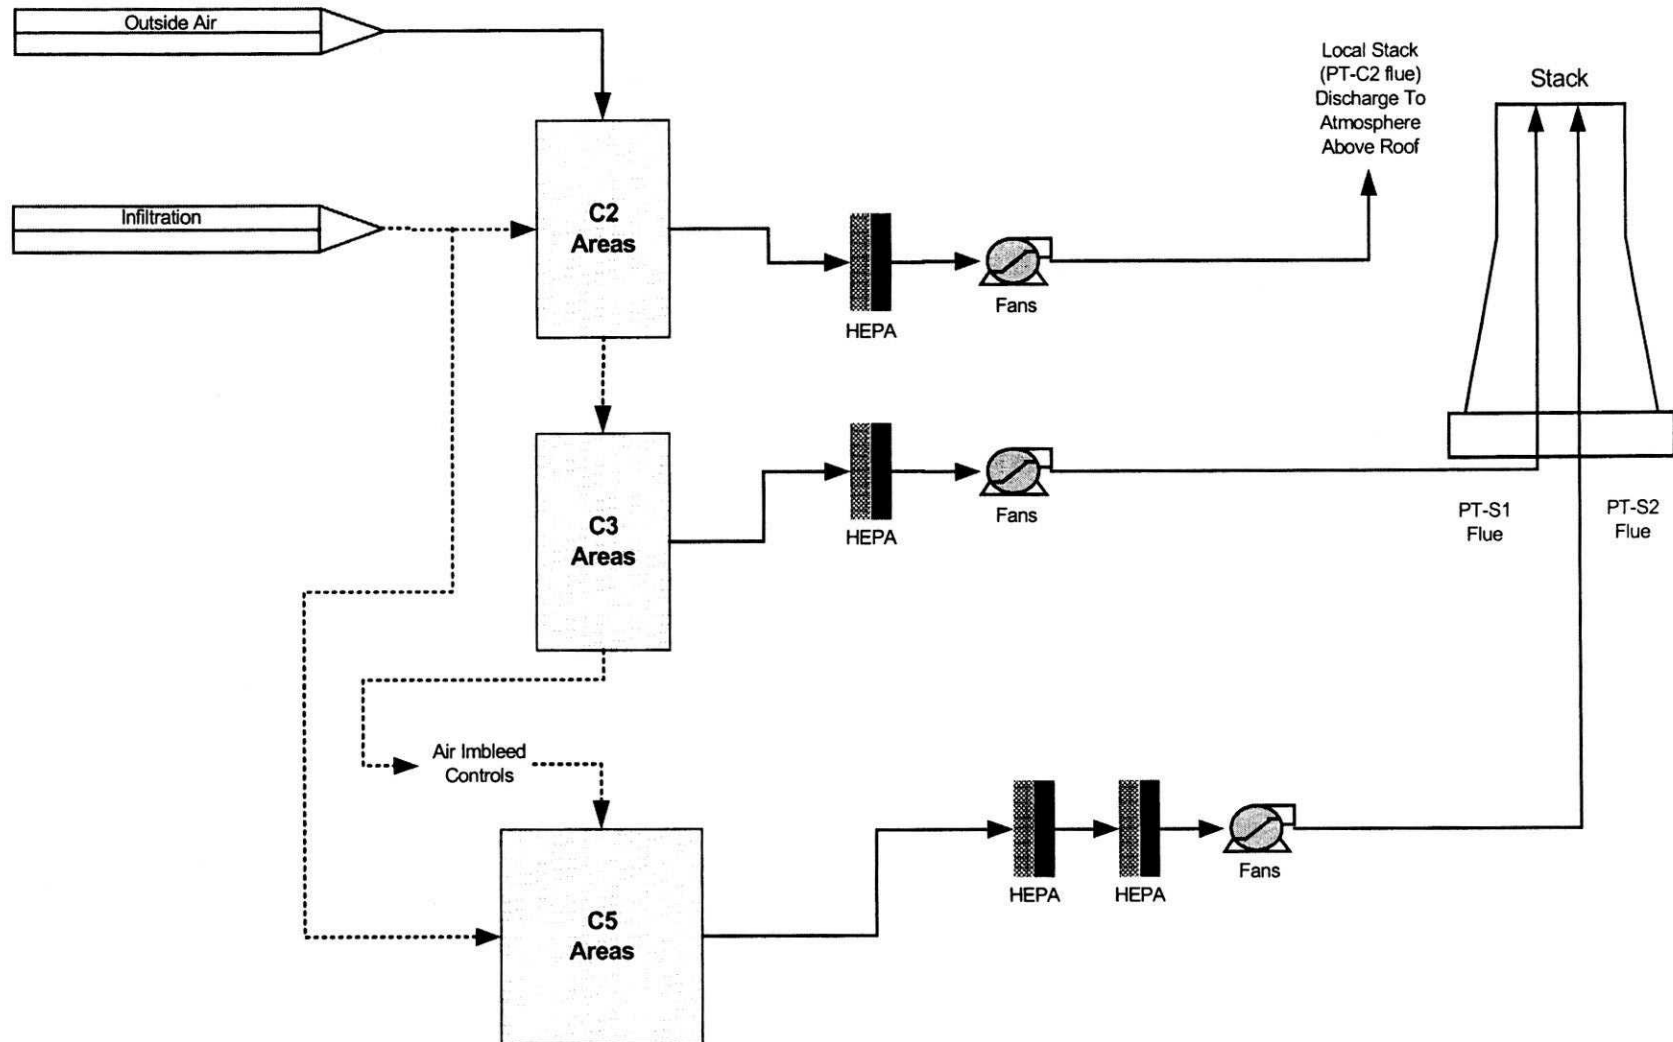 Outside Air
Local Stack
(PT-C2 flue)
Discharge To
Atmosphere
Above Roof
Stack
Infiltration
C2
Areas
HEPA
Fans
C3
Areas
HEPA
Fans
PT-S1
Flue
PT-S2
Flue
Air Imbleed
Controls
HEPA
HEPA
Fans
C5
Areas